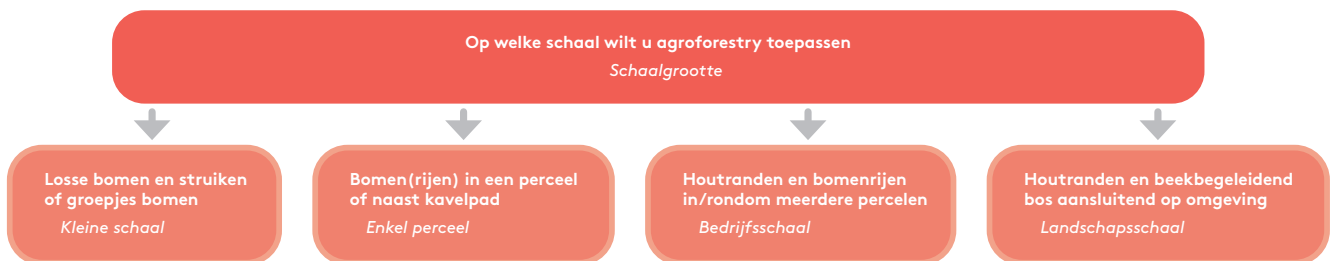 Op welke schaal wilt u agroforestry toepassen
Schaalgrootte
Losse bomen en struiken
of groepjes bomen
Kleine schaal
Bomen(rijen) in een perceel
of naast kavelpad
Enkel perceel
Houtranden en bomenrijen
in/rondom meerdere percelen
Bedrijfsschaal
Houtranden en beekbegeleidend
bos aansluitend op omgeving
Landschapsschaal